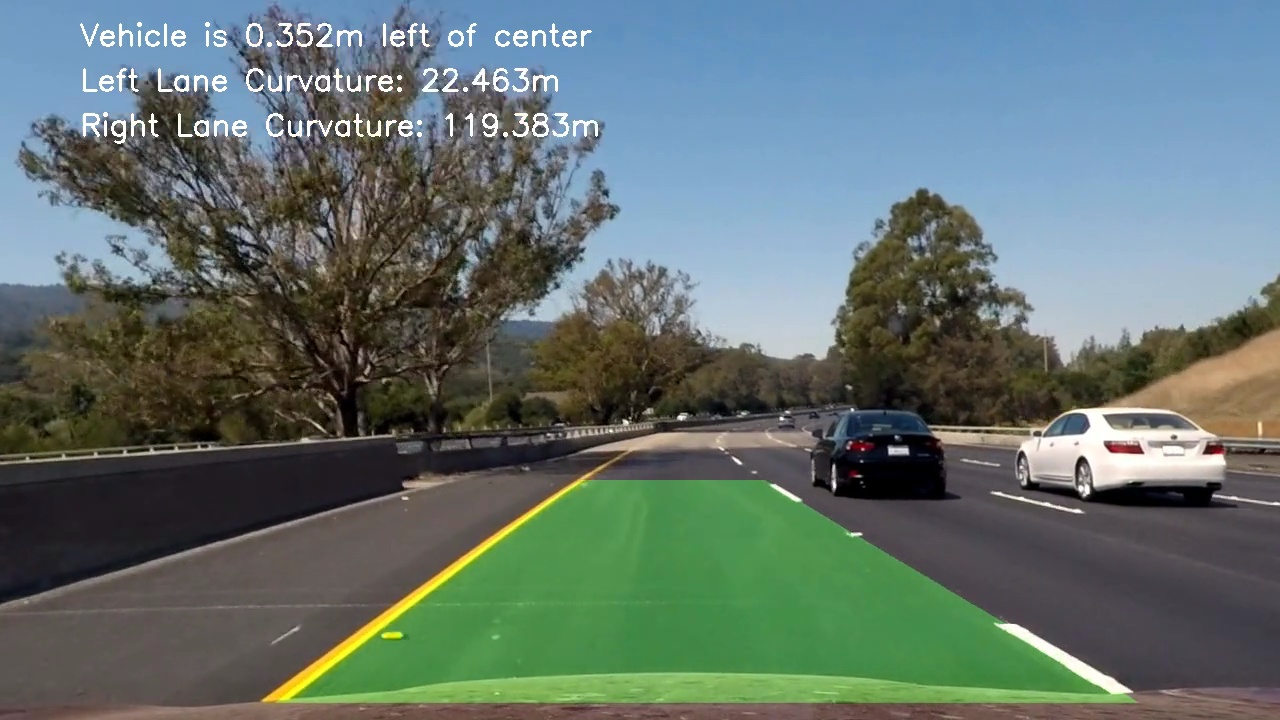 Vehicle is 0.352m left of center
Left Lane Curvature: 22.463m
Right Lane Curvature: 119.383m